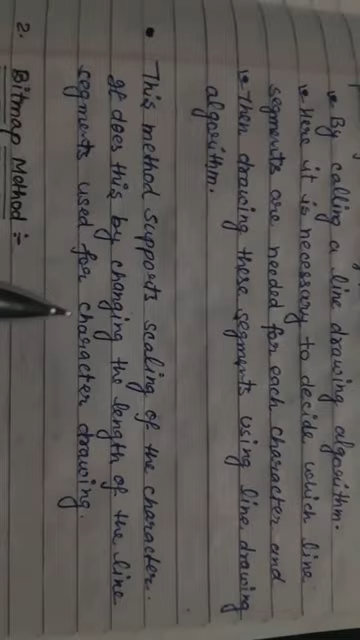 ↳ By calling a line drawing algorithm.
↳ Here it is necessary to decide which line
segments are needed for each character and
↳ Then drawing these segments using line drawing
algorithm.
• This method supports scaling of the character.
It does this by changing the length of the line
segments used for character drawing.
2. Bitmap Method :-